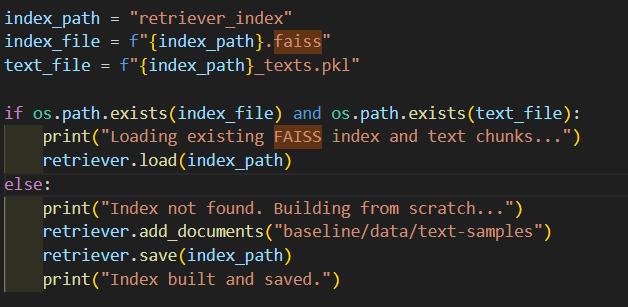 index_path = "retriever_index"
index_file = f"{index_path}.faiss"
text_file = f"{index_path}_texts.pkl"

if os.path.exists(index_file) and os.path.exists(text_file):
    print("Loading existing FAISS index and text chunks...")
    retriever.load(index_path)
else:
    print("Index not found. Building from scratch...")
    retriever.add_documents("baseline/data/text-samples")
    retriever.save(index_path)
    print("Index built and saved.")